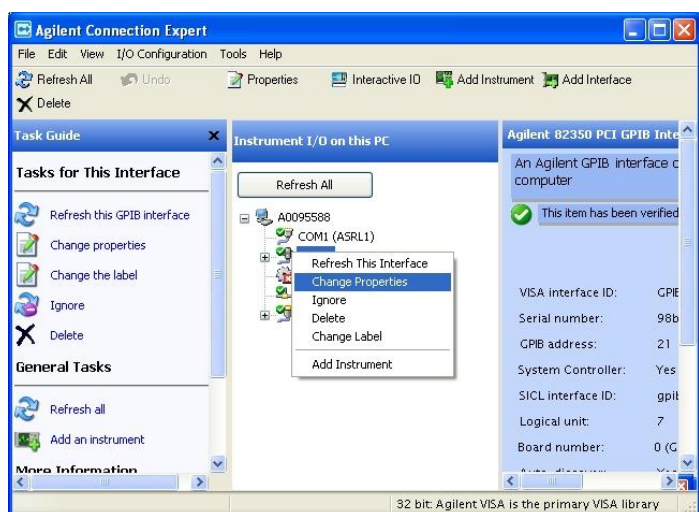 Agilent Connection Expert
File Edit View I/O Configuration Tools Help
Refresh All Undo Properties Interactive IO Add Instrument Add Interface
Delete
Task Guide
Tasks for This Interface
Refresh this GPIB interface
Change properties
Change the label
Ignore
Delete
General Tasks
Refresh all
Add an instrument
More Information
Instrument I/O on this PC
Refresh All
A0095588
COM1 (ASRL1)
Refresh This Interface
Change Properties
Ignore
Delete
Change Label
Add Instrument
Agilent 82350 PCI GPIB Inte
An Agilent GPIB interface c
computer
This item has been verified
VISA interface ID: GPIB
Serial number: 98b
GPIB address: 21
System Controller: Yes
SICL interface ID: gpib
Logical unit: 7
Board number: 0 (G
32 bit: Agilent VISA is the primary VISA library